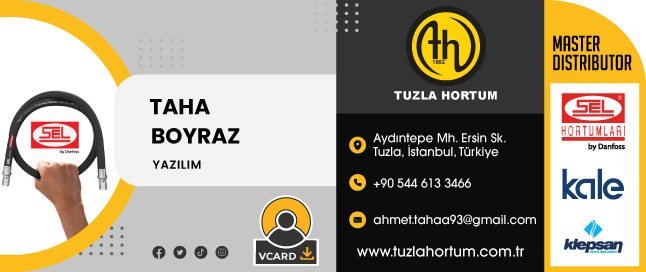 SEL
by Danfoss
TAHA
BOYRAZ
YAZILIM
VCARD
th
1992
TUZLA HORTUM
Aydıntepe Mh. Ersin Sk.
Tuzla, İstanbul, Türkiye
+90 544 613 3466
ahmet.tahaa93@gmail.com
www.tuzlahortum.com.tr
MASTER
DISTRIBUTOR
SEL
HORTUMLARI
by Danfoss
kale
klepsan